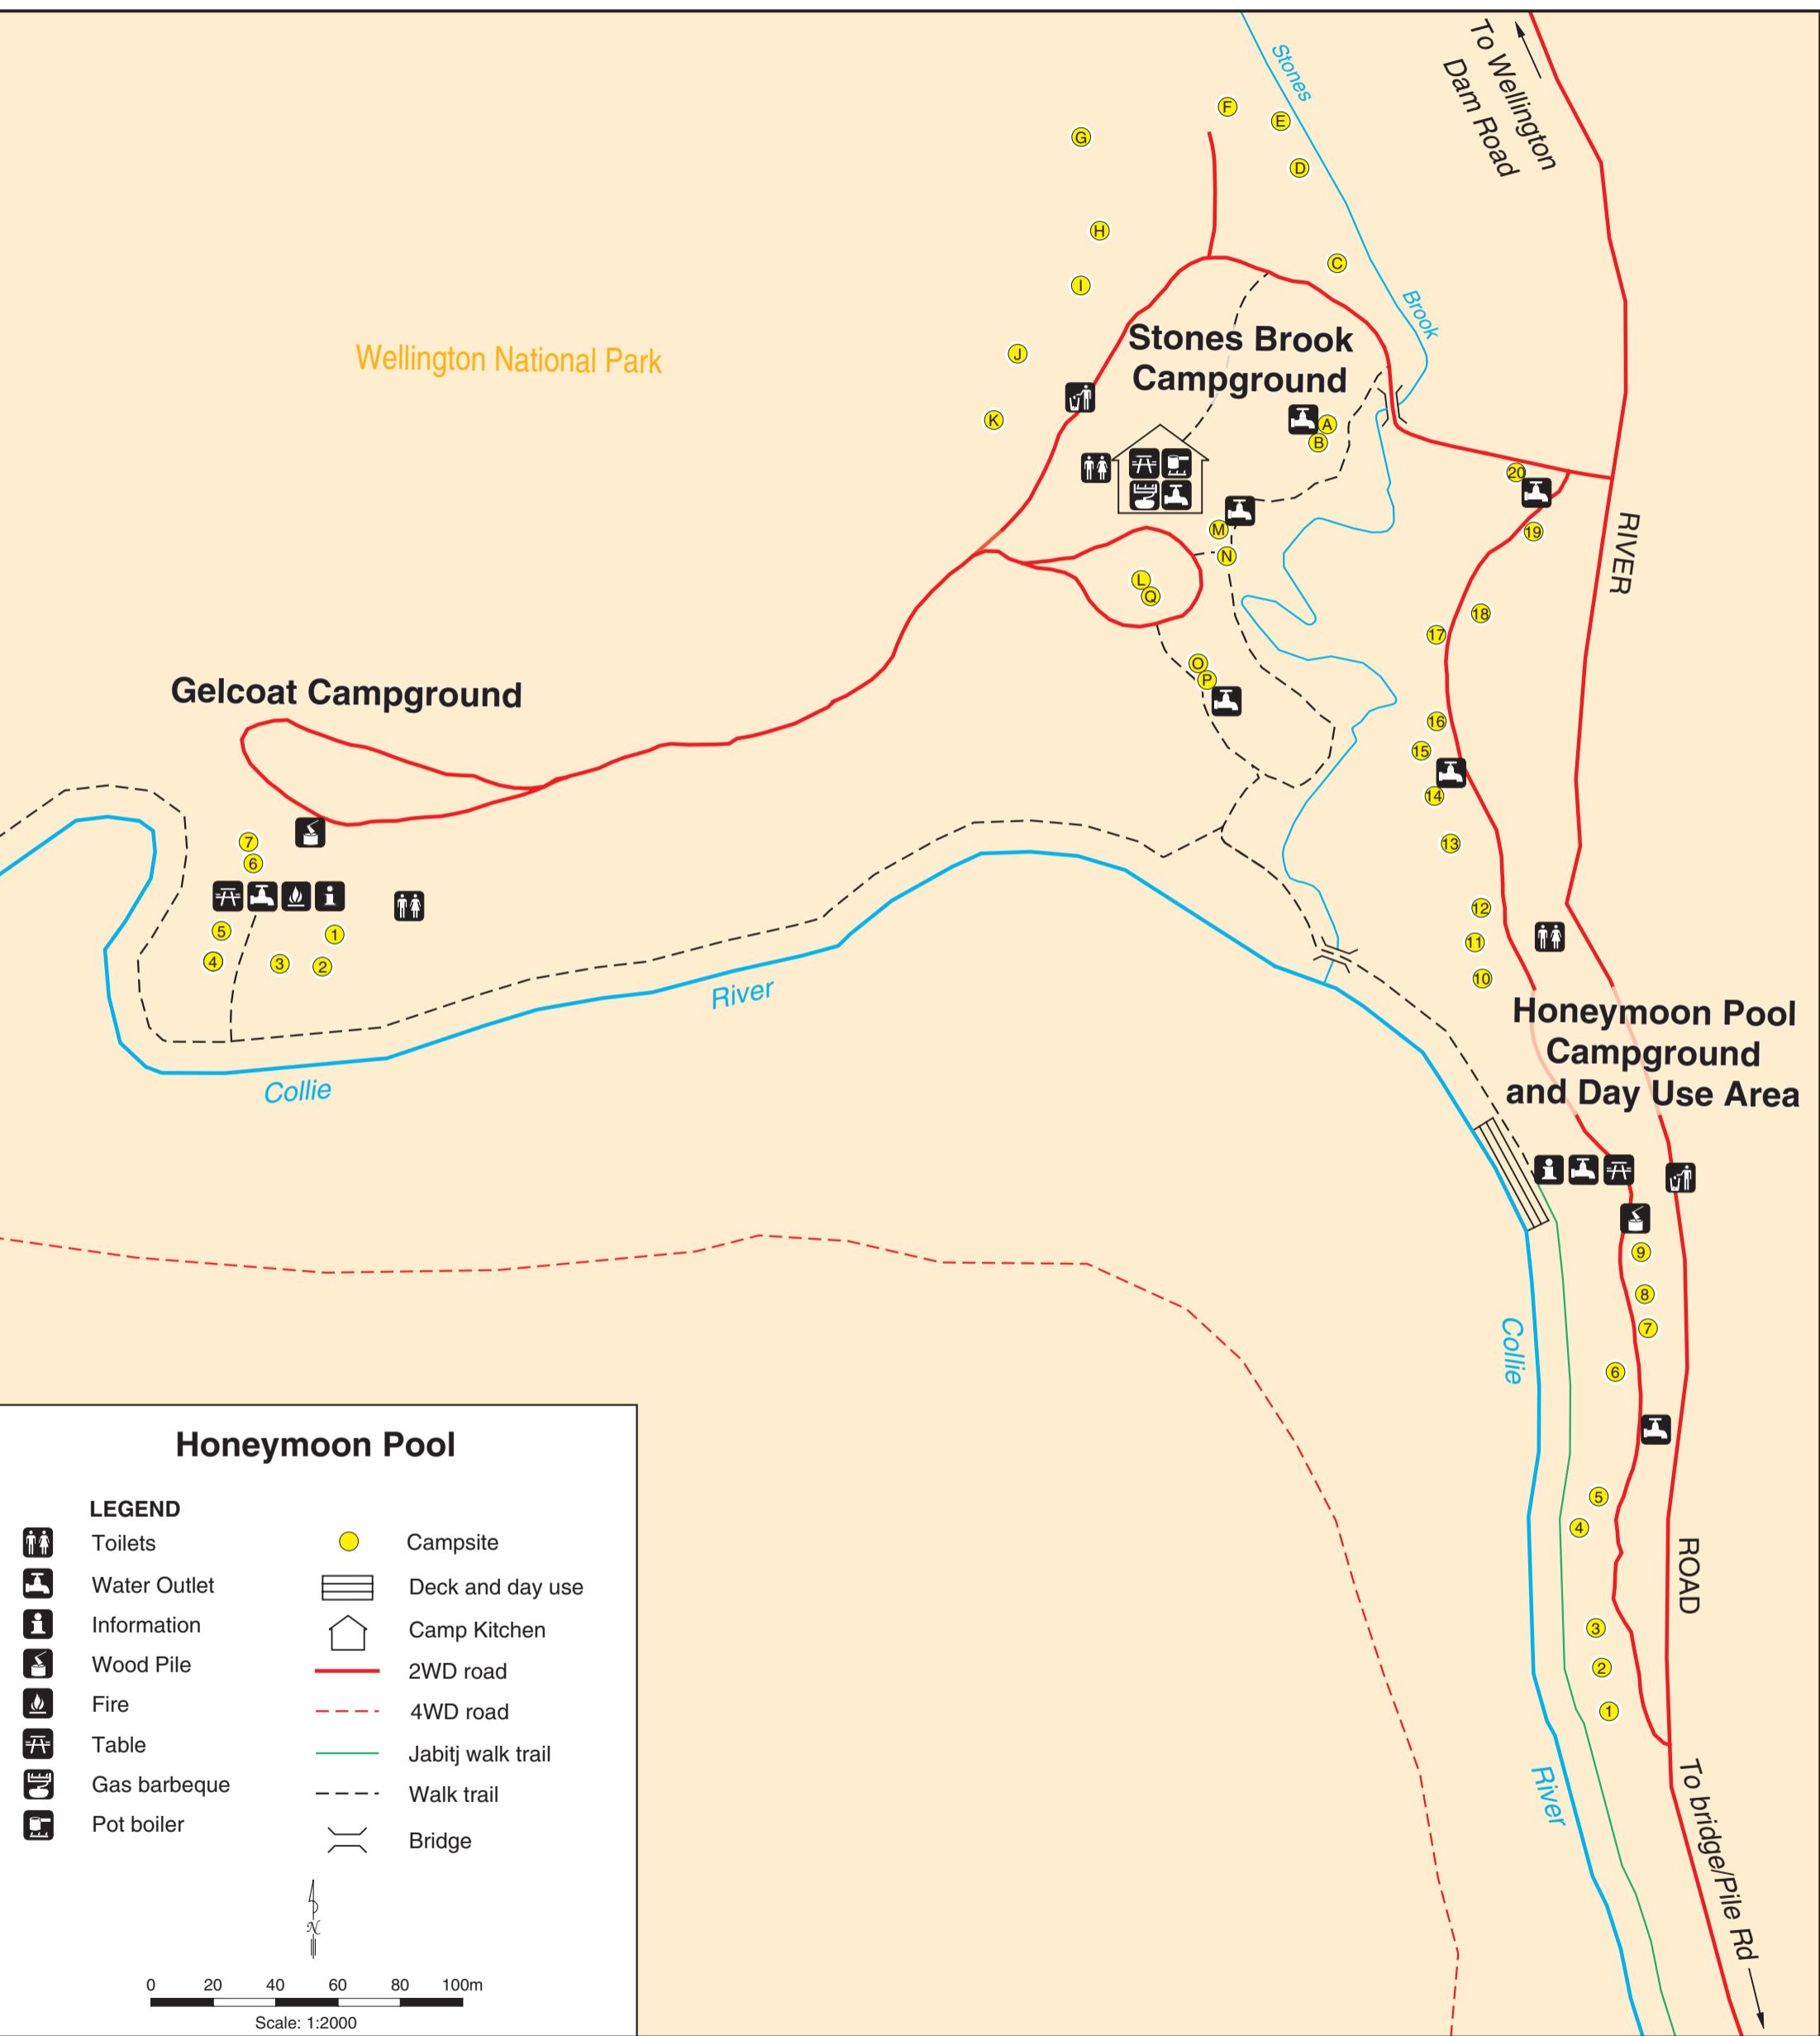 To Wellington
Dam Road
Stones
F
E
G
D
H
C
I
Brook
Stones Brook
Campground
Wellington National Park
J
K
A
B
20
M
19
RIVER
N
L
Q
18
17
O
P
Gelcoat Campground
16
15
14
7
6
13
12
5
1
11
4
3
2
10
River
Collie
Honeymoon Pool
Campground
and Day Use Area
9
8
7
6
Collie
5
4
ROAD
3
2
1
River
To bridge/Pile Rd
Honeymoon Pool
LEGEND
Toilets
Water Outlet
Information
Wood Pile
Fire
Table
Gas barbeque
Pot boiler
Campsite
Deck and day use
Camp Kitchen
2WD road
4WD road
Jabitj walk trail
Walk trail
Bridge
N
0 20 40 60 80 100m
Scale: 1:2000